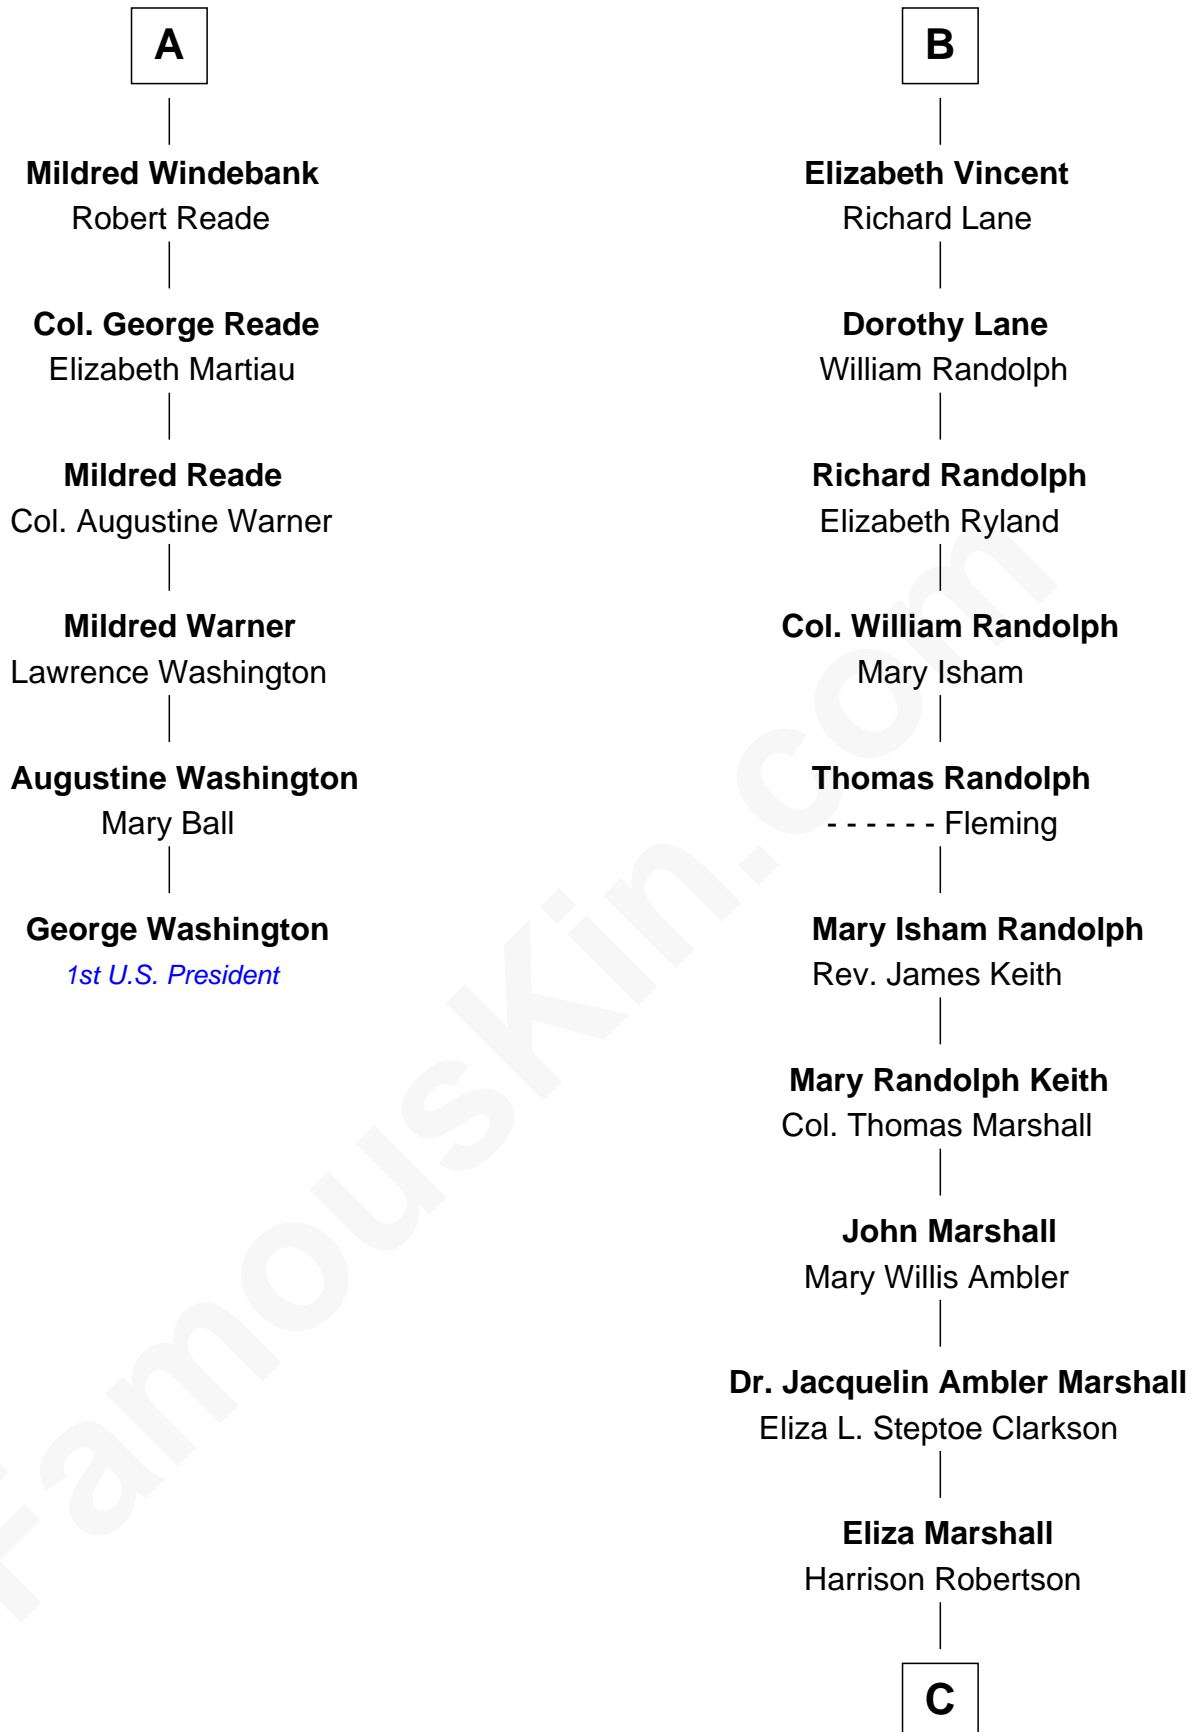 A
Mildred Windebank
Robert Reade
Col. George Reade
Elizabeth Martiau
Mildred Reade
Col. Augustine Warner
Mildred Warner
Lawrence Washington
Augustine Washington
Mary Ball
George Washington
1st U.S. President
B
Elizabeth Vincent
Richard Lane
Dorothy Lane
William Randolph
Richard Randolph
Elizabeth Ryland
Col. William Randolph
Mary Isham
Thomas Randolph
- - - - - - Fleming
Mary Isham Randolph
Rev. James Keith
Mary Randolph Keith
Col. Thomas Marshall
John Marshall
Mary Willis Ambler
Dr. Jacquelin Ambler Marshall
Eliza L. Steptoe Clarkson
Eliza Marshall
Harrison Robertson
C
FamousKin.com